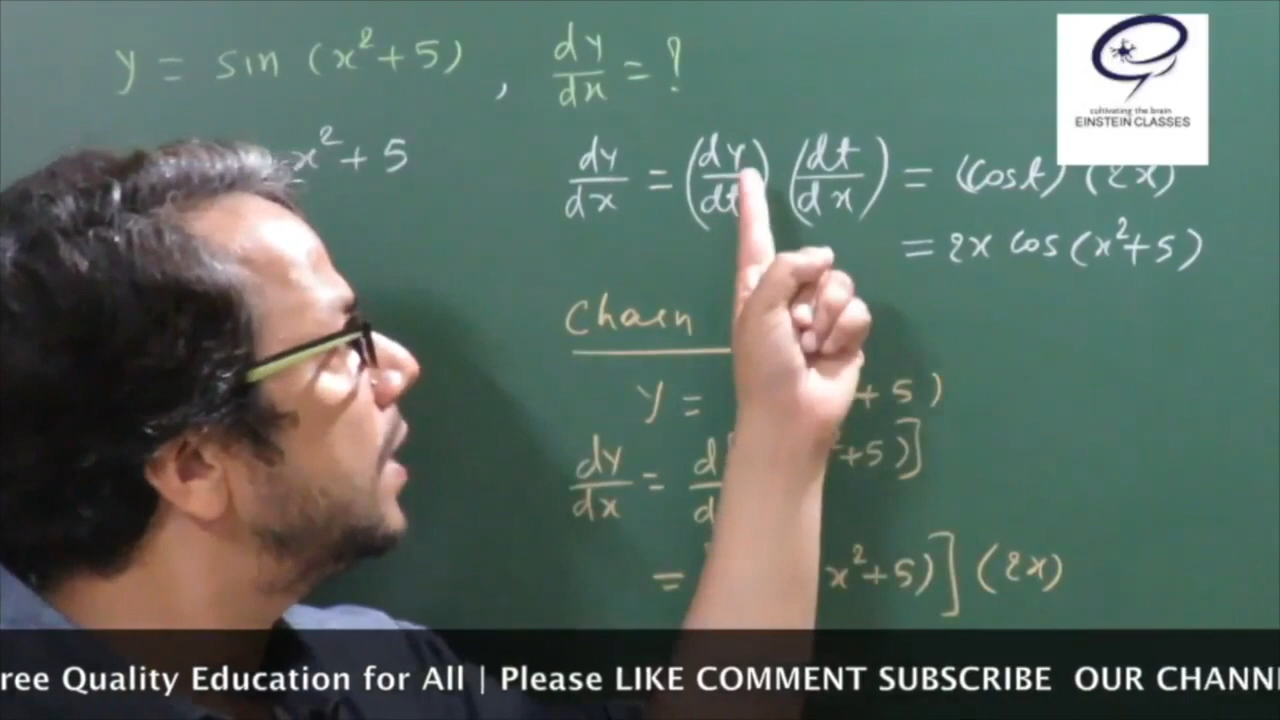 y = sin (x² + 5) , dy/dx = ?
x² + 5
dy/dx = (dy/dt) (dt/dx) = (cos t) (2x)
= 2x cos (x² + 5)
Chain
y = + 5)
dy/dx = d +5)]
= x² + 5)] (2x)
cultivating the brain
EINSTEIN CLASSES
ree Quality Education for All | Please LIKE COMMENT SUBSCRIBE OUR CHANN